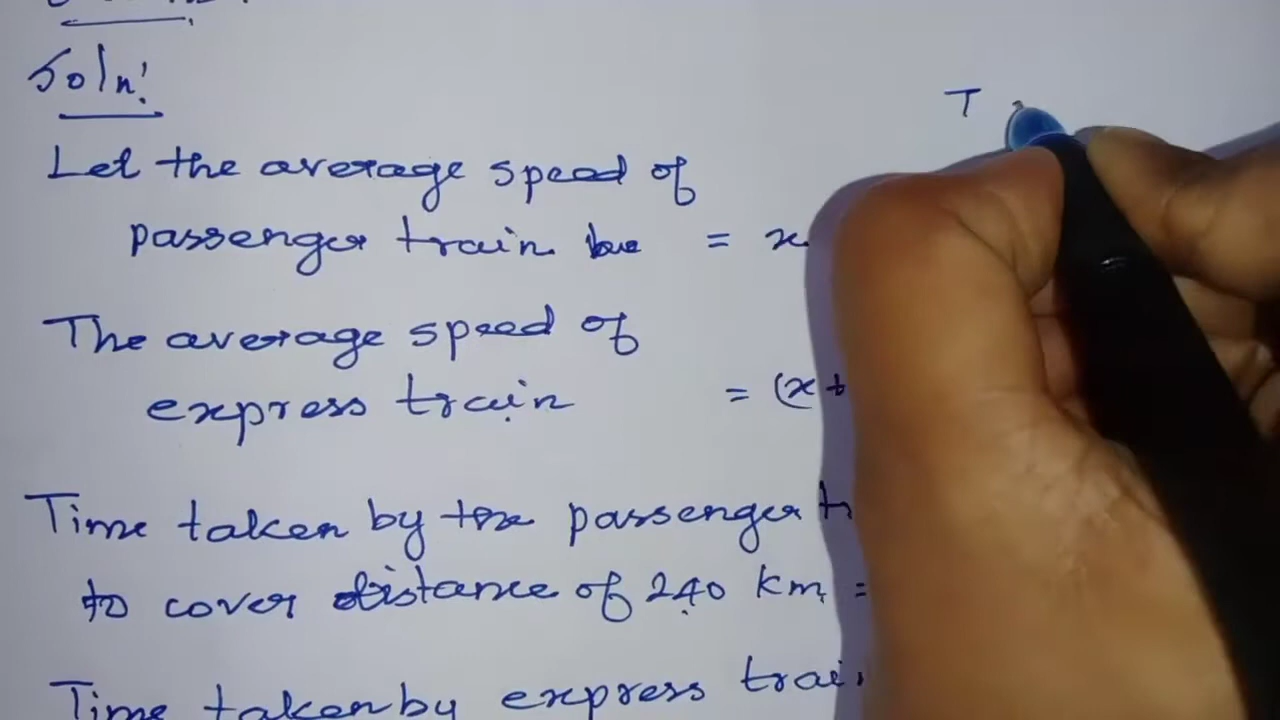 Soln:
T
Let the average speed of
passenger train be = x
The average speed of
express train = (x +
Time taken by the passenger
to cover distance of 240 km =
Time taken by express trai